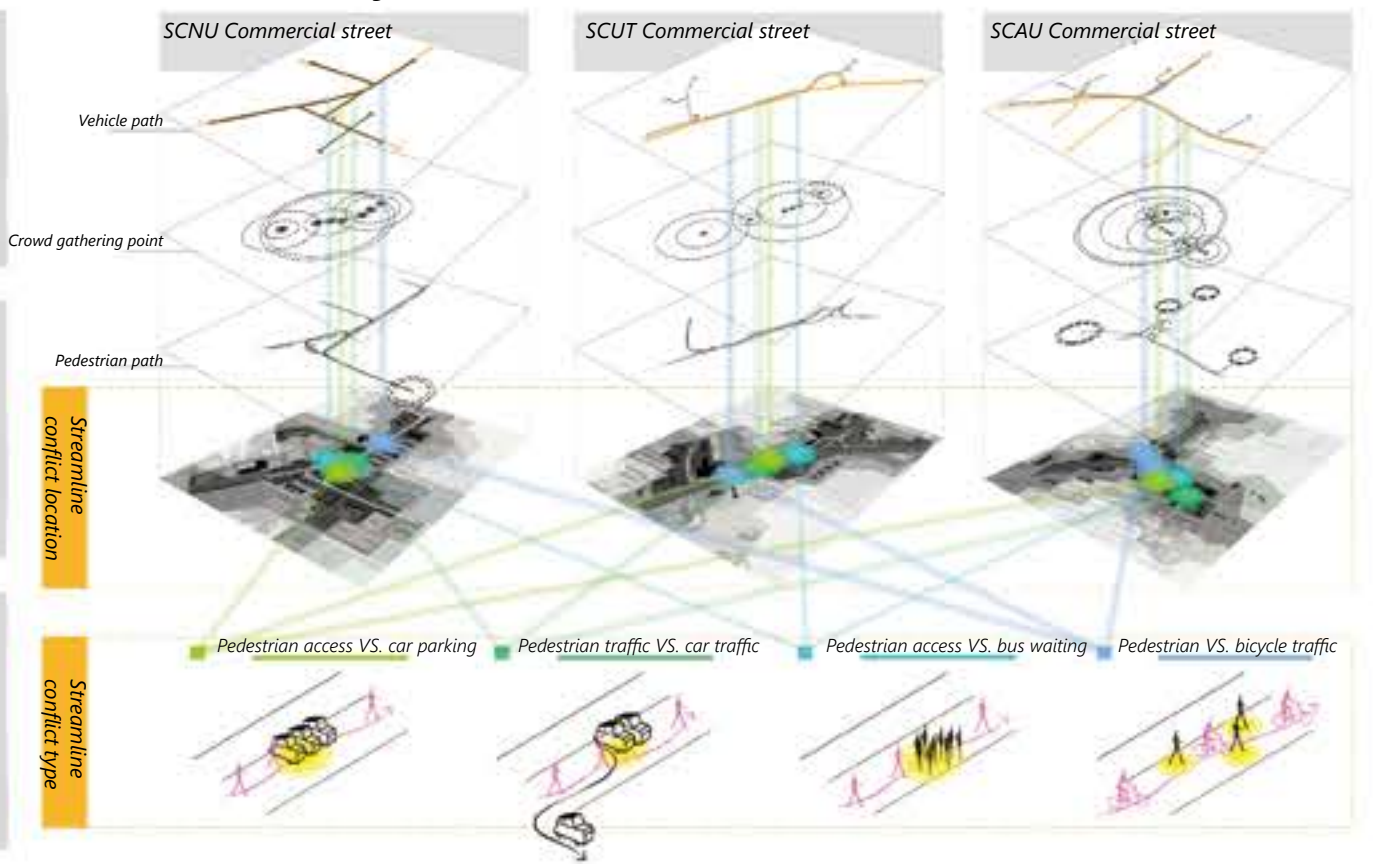 SCNU Commercial street
SCUT Commercial street
SCAU Commercial street
Vehicle path
Crowd gathering point
Pedestrian path
Streamline
conflict location
Pedestrian access VS. car parking
Pedestrian traffic VS. car traffic
Pedestrian access VS. bus waiting
Pedestrian VS. bicycle traffic
Streamline
conflict type